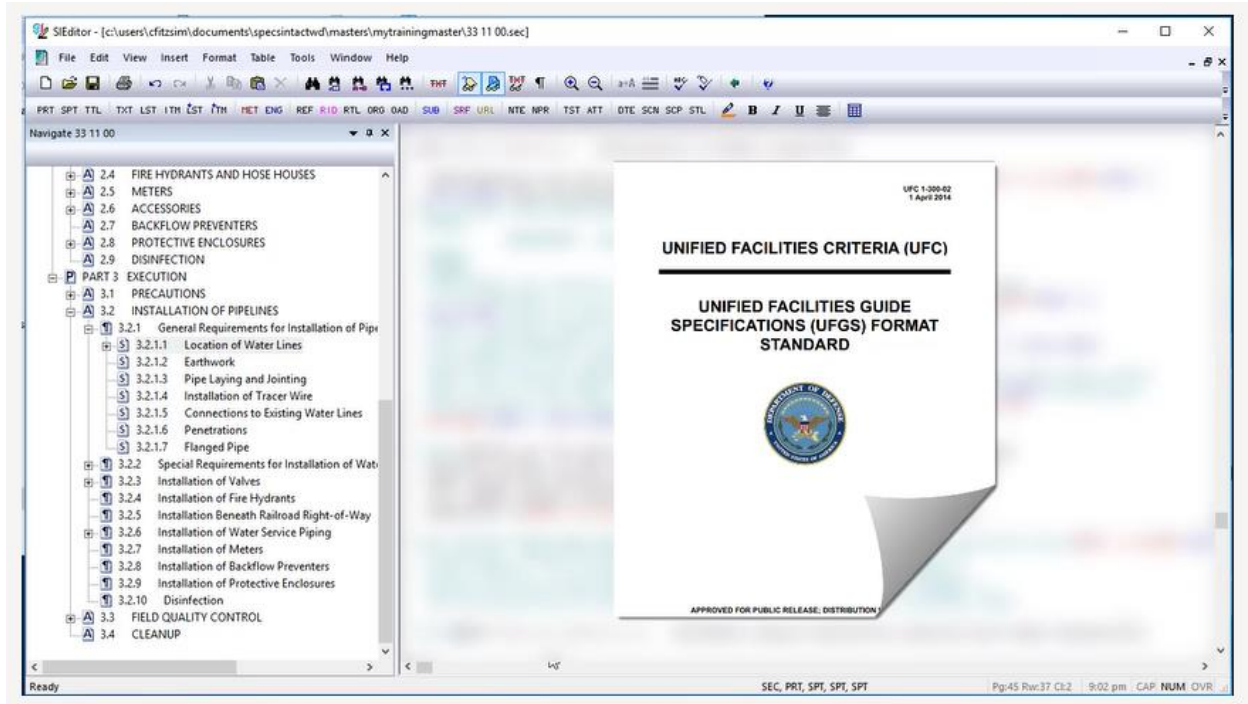 SIEditor - [c:\users\cfitzsim\documents\specsintactwd\masters\mytrainingmaster\33 11 00.sec]
File Edit View Insert Format Table Tools Window Help
THT
PRT SPT TTL TXT LST ITM LST ITM MET ENG REF RID RTL ORG OAD SUB SRF URL NTE NPR TST ATT DTE SCN SCP STL B I U
Navigate 33 11 00
2.4 FIRE HYDRANTS AND HOSE HOUSES
2.5 METERS
2.6 ACCESSORIES
2.7 BACKFLOW PREVENTERS
2.8 PROTECTIVE ENCLOSURES
2.9 DISINFECTION
PART 3 EXECUTION
3.1 PRECAUTIONS
3.2 INSTALLATION OF PIPELINES
3.2.1 General Requirements for Installation of Pipe
3.2.1.1 Location of Water Lines
3.2.1.2 Earthwork
3.2.1.3 Pipe Laying and Jointing
3.2.1.4 Installation of Tracer Wire
3.2.1.5 Connections to Existing Water Lines
3.2.1.6 Penetrations
3.2.1.7 Flanged Pipe
3.2.2 Special Requirements for Installation of Wat
3.2.3 Installation of Valves
3.2.4 Installation of Fire Hydrants
3.2.5 Installation Beneath Railroad Right-of-Way
3.2.6 Installation of Water Service Piping
3.2.7 Installation of Meters
3.2.8 Installation of Backflow Preventers
3.2.9 Installation of Protective Enclosures
3.2.10 Disinfection
3.3 FIELD QUALITY CONTROL
3.4 CLEANUP
UFC 1-300-02
1 April 2014
UNIFIED FACILITIES CRITERIA (UFC)
UNIFIED FACILITIES GUIDE
SPECIFICATIONS (UFGS) FORMAT
STANDARD
DEPARTMENT OF DEFENSE
UNITED STATES OF AMERICA
APPROVED FOR PUBLIC RELEASE; DISTRIBUTION
Ready
SEC, PRT, SPT, SPT, SPT
Pg:45 Rw:37 Cl:2 9:02 pm CAP NUM OVR